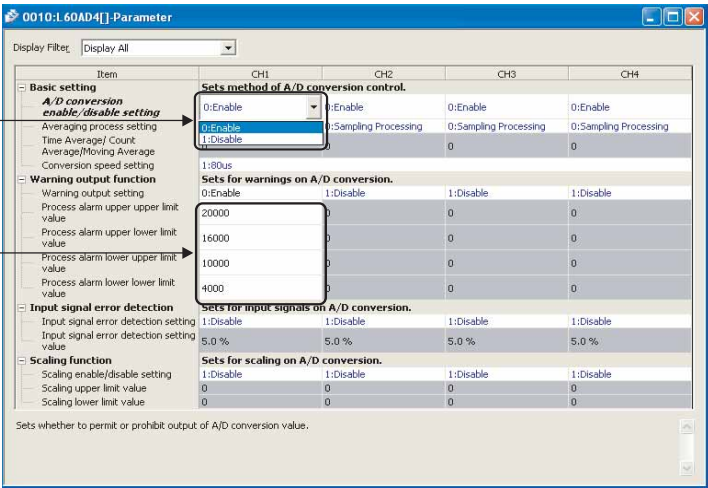 0010:L60AD4[]-Parameter
Display Filter Display All
Item CH1 CH2 CH3 CH4
Basic setting Sets method of A/D conversion control.
A/D conversion
enable/disable setting 0:Enable 0:Enable 0:Enable 0:Enable
0:Enable
1:Disable
Averaging process setting 0:Sampling Processing 0:Sampling Processing 0:Sampling Processing
Time Average/ Count
Average/Moving Average 0 0 0
Conversion speed setting 1:80us
Warning output function Sets for warnings on A/D conversion.
Warning output setting 0:Enable 1:Disable 1:Disable 1:Disable
Process alarm upper upper limit
value 20000 0 0 0
Process alarm upper lower limit
value 16000 0 0 0
Process alarm lower upper limit
value 10000 0 0 0
Process alarm lower lower limit
value 4000 0 0 0
Input signal error detection Sets for input signals on A/D conversion.
Input signal error detection setting 1:Disable 1:Disable 1:Disable 1:Disable
Input signal error detection setting
value 5.0 % 5.0 % 5.0 % 5.0 %
Scaling function Sets for scaling on A/D conversion.
Scaling enable/disable setting 1:Disable 1:Disable 1:Disable 1:Disable
Scaling upper limit value 0 0 0 0
Scaling lower limit value 0 0 0 0
Sets whether to permit or prohibit output of A/D conversion value.